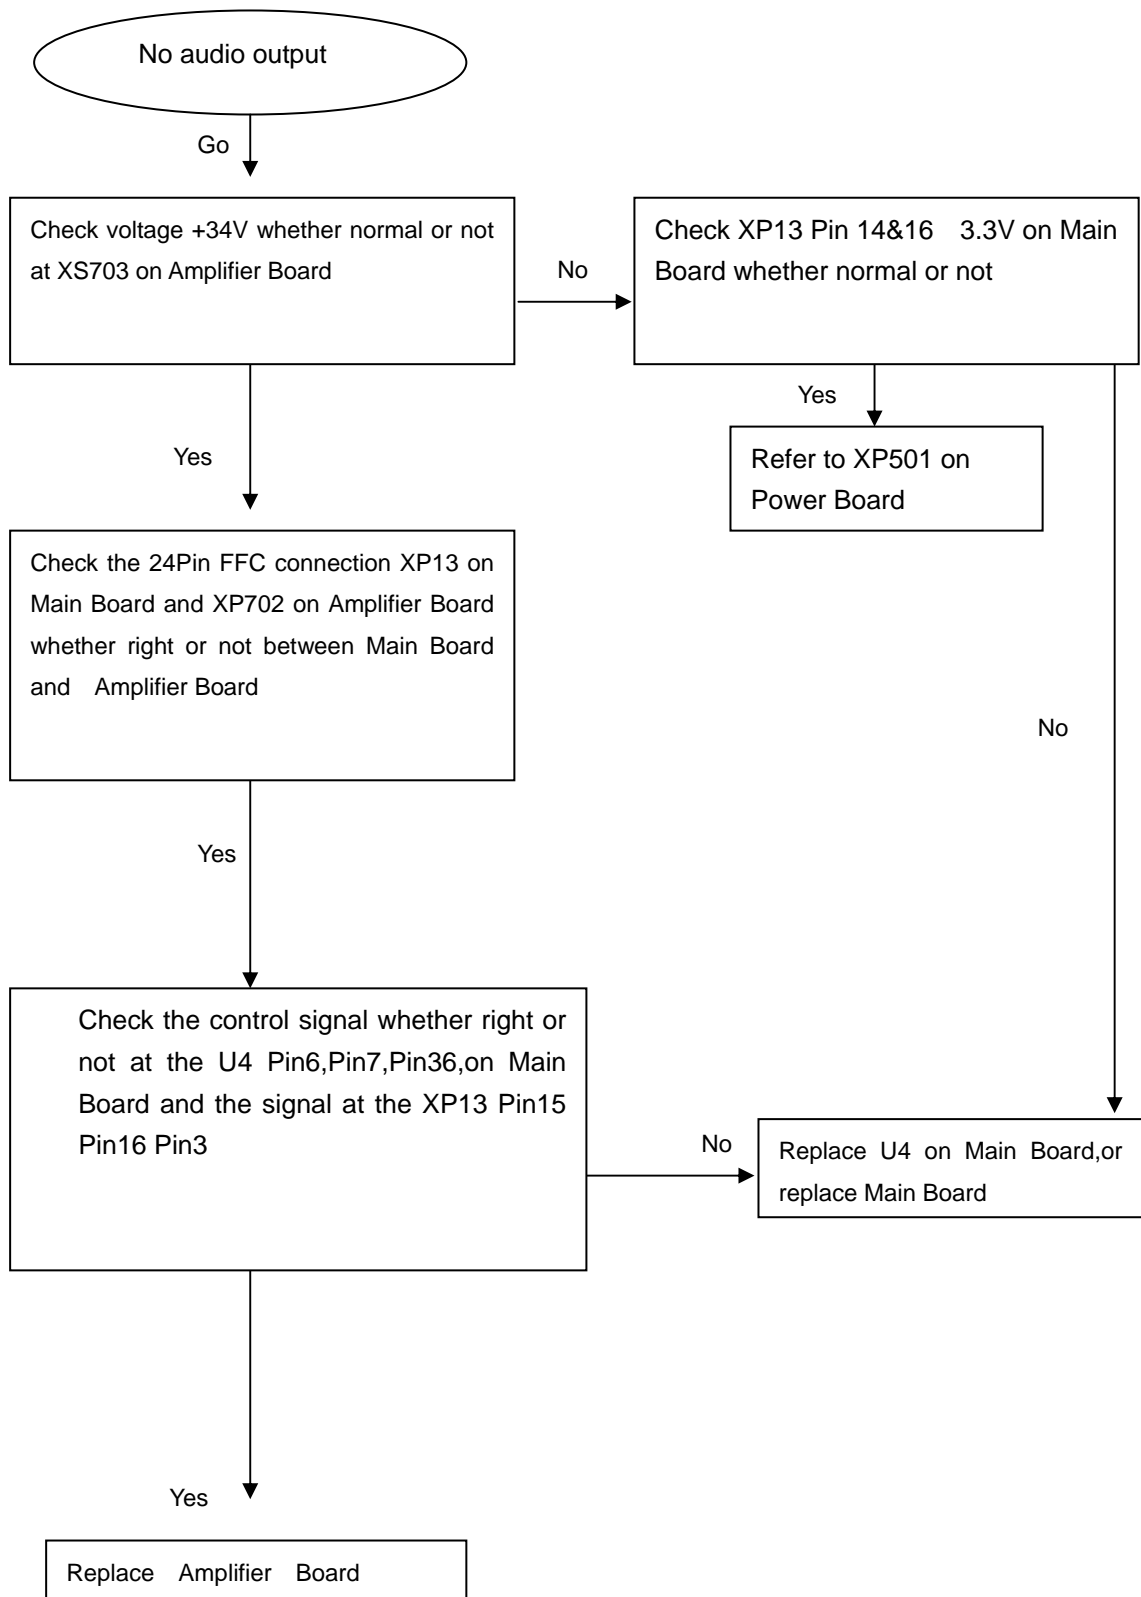 No audio output
Go
Check voltage +34V whether normal or not
at XS703 on Amplifier Board
No
Check XP13 Pin 14&16 3.3V on Main
Board whether normal or not
Yes
Refer to XP501 on
Power Board
Yes
Check the 24Pin FFC connection XP13 on
Main Board and XP702 on Amplifier Board
whether right or not between Main Board
and Amplifier Board
No
Yes
Check the control signal whether right or
not at the U4 Pin6,Pin7,Pin36,on Main
Board and the signal at the XP13 Pin15
Pin16 Pin3
No
Replace U4 on Main Board,or
replace Main Board
Yes
Replace Amplifier Board